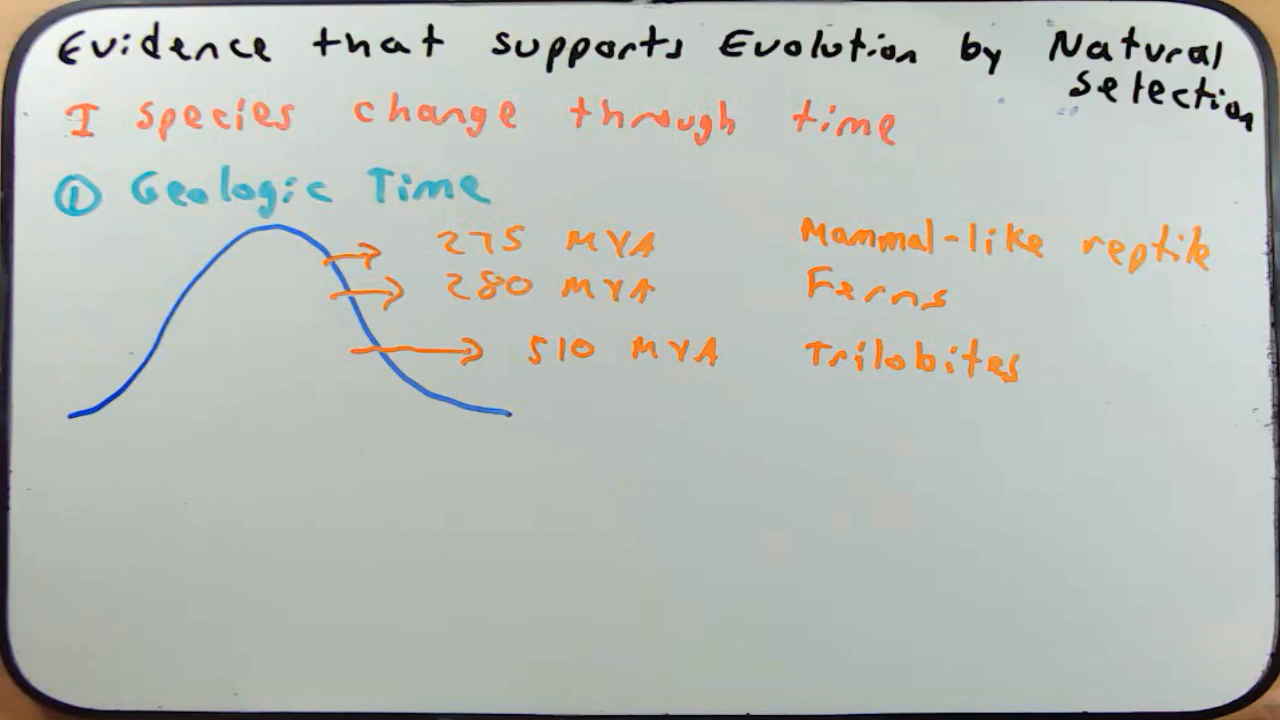 Evidence that supports Evolution by Natural
Selection
I species change through time
① Geologic Time
275 MYA Mammal-like reptile
280 MYA Ferns
510 MYA Trilobites